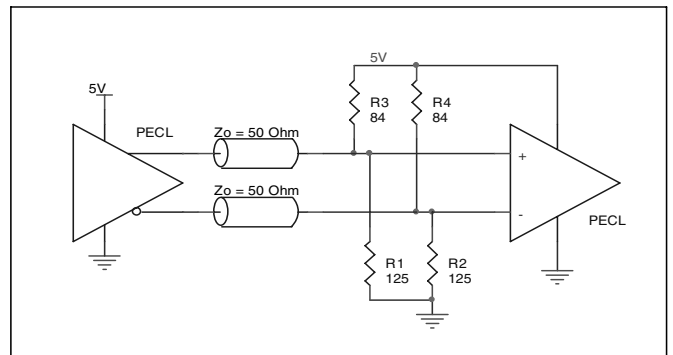 5V
5V
R3
84
R4
84
PECL
Zo = 50 Ohm
+
Zo = 50 Ohm
-
PECL
R1
125
R2
125